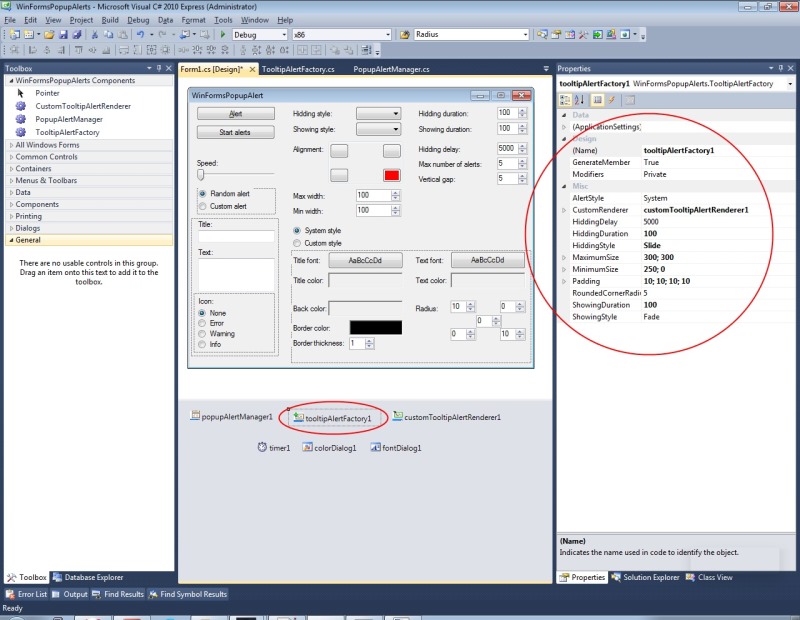 WinFormsPopupAlerts - Microsoft Visual C# 2010 Express (Administrator)
File Edit View Project Build Debug Data Format Tools Window Help
Debug x86 Radius
Toolbox
WinFormsPopupAlerts Components
Pointer
CustomTooltipAlertRenderer
PopupAlertManager
TooltipAlertFactory
All Windows Forms
Common Controls
Containers
Menus & Toolbars
Data
Components
Printing
Dialogs
General
There are no usable controls in this group. Drag an item onto this text to add it to the toolbox.
Toolbox Database Explorer
Form1.cs [Design]* TooltipAlertFactory.cs PopupAlertManager.cs
WinFormsPopupAlert
Alert
Start alerts
Speed:
Random alert
Custom alert
Title:
Text:
Icon:
None
Error
Warning
Info
Hidding style:
Showing style:
Alignment:
Max width: 100
Min width: 100
System style
Custom style
Hidding duration: 100
Showing duration: 100
Hidding delay: 5000
Max number of alerts: 5
Vertical gap: 5
Title font: AaBbCcDd Text font: AaBbCcDd
Title color: Text color:
Back color: Radius: 10 0
0
Border color: 0 10
Border thickness: 1
popupAlertManager1 tooltipAlertFactory1 customTooltipAlertRenderer1
timer1 colorDialog1 fontDialog1
Properties
tooltipAlertFactory1 WinFormsPopupAlerts.TooltipAlertFactory
Data
(ApplicationSettings)
Design
(Name) tooltipAlertFactory1
GenerateMember True
Modifiers Private
Misc
AlertStyle System
CustomRenderer customTooltipAlertRenderer1
HiddingDelay 5000
HiddingDuration 100
HiddingStyle Slide
MaximumSize 300; 300
MinimumSize 250; 0
Padding 10; 10; 10; 10
RoundedCornerRadiu 5
ShowingDuration 100
ShowingStyle Fade
(Name)
Indicates the name used in code to identify the object.
Properties Solution Explorer Class View
Error List Output Find Results Find Symbol Results
Ready